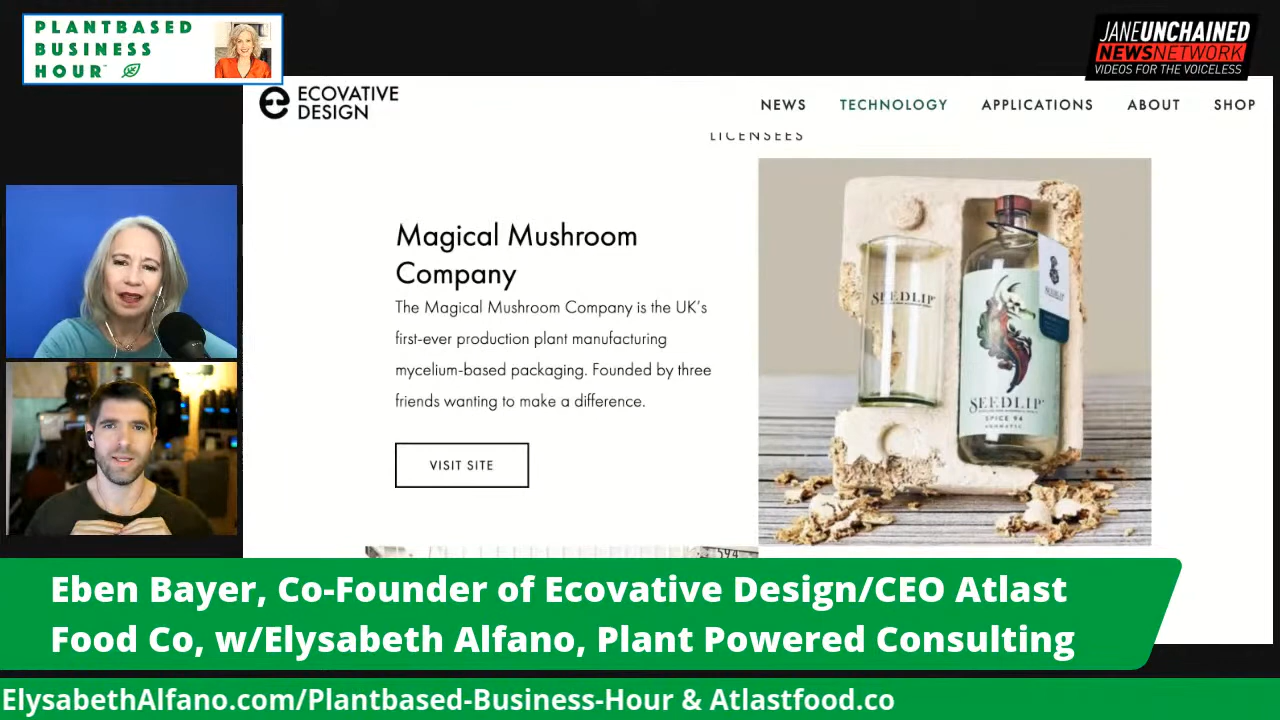 PLANTBASED
BUSINESS
HOUR
JANEUNCHAINED
NEWSNETWORK
VIDEOS FOR THE VOICELESS
ECOVATIVE
DESIGN
NEWS TECHNOLOGY APPLICATIONS ABOUT SHOP
LICENSEES
Magical Mushroom
Company
The Magical Mushroom Company is the UK's
first-ever production plant manufacturing
mycelium-based packaging. Founded by three
friends wanting to make a difference.
VISIT SITE
SEEDLIP
SEEDLIP
SPICE 94
AROMATIC
594
Eben Bayer, Co-Founder of Ecovative Design/CEO Atlast
Food Co, w/Elysabeth Alfano, Plant Powered Consulting
ElysabethAlfano.com/Plantbased-Business-Hour & Atlastfood.co